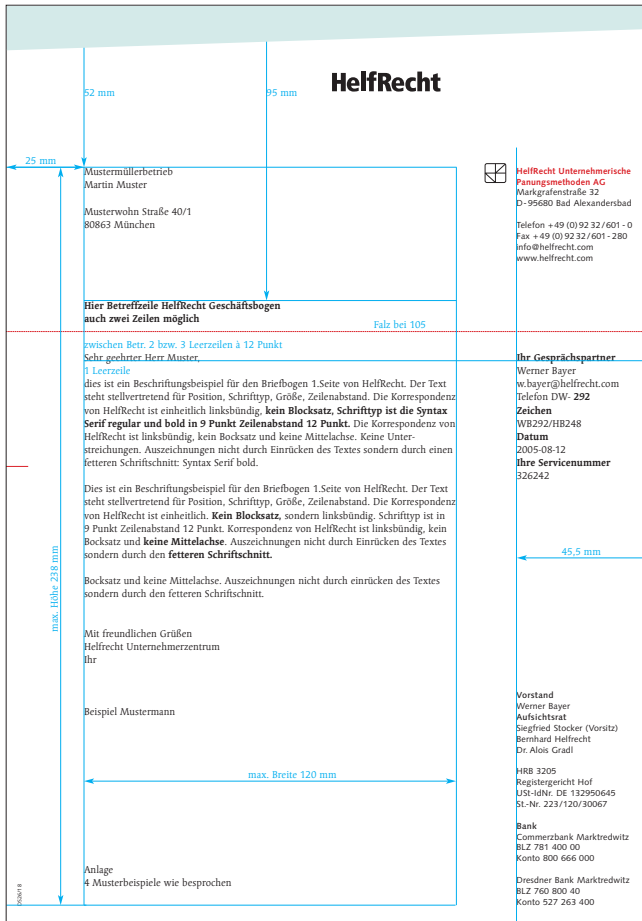 HelfRecht
52 mm
95 mm
25 mm
Mustermüllerbetrieb
Martin Muster
Musterwohn Straße 40/1
80863 München
HelfRecht Unternehmerische
Panungsmethoden AG
Markgrafenstraße 32
D-95680 Bad Alexandersbad
Telefon +49 (0) 92 32/601-0
Fax +49 (0) 92 32/601-280
info@helfrecht.com
www.helfrecht.com
Hier Betreffzeile HelfRecht Geschäftsbogen
auch zwei Zeilen möglich
Falz bei 105
zwischen Betr. 2 bzw. 3 Leerzeilen à 12 Punkt
Sehr geehrter Herr Muster,
1 Leerzeile
dies ist ein Beschriftungsbeispiel für den Briefbogen 1.Seite von HelfRecht. Der Text
steht stellvertretend für Position, Schrifttyp, Größe, Zeilenabstand. Die Korrespondenz
von HelfRecht ist einheitlich linksbündig, kein Blocksatz, Schrifttyp ist die Syntax
Serif regular und bold in 9 Punkt Zeilenabstand 12 Punkt. Die Korrespondenz von
HelfRecht ist linksbündig, kein Bocksatz und keine Mittelachse. Keine Unter-
streichungen. Auszeichnungen nicht durch Einrücken des Textes sondern durch einen
fetteren Schriftschnitt: Syntax Serif bold.
Dies ist ein Beschriftungsbeispiel für den Briefbogen 1.Seite von HelfRecht. Der Text
steht stellvertretend für Position, Schrifttyp, Größe, Zeilenabstand. Die Korrespondenz
von HelfRecht ist einheitlich. Kein Blocksatz, sondern linksbündig. Schrifttyp ist in
9 Punkt Zeilenabstand 12 Punkt. Korrespondenz von HelfRecht ist linksbündig, kein
Bocksatz und keine Mittelachse. Auszeichnungen nicht durch Einrücken des Textes
sondern durch den fetteren Schriftschnitt.
Bocksatz und keine Mittelachse. Auszeichnungen nicht durch einrücken des Textes
sondern durch den fetteren Schriftschnitt.
Mit freundlichen Grüßen
Helfrecht Unternehmerzentrum
Ihr
Beispiel Mustermann
max. Breite 120 mm
max. Höhe 238 mm
Anlage
4 Musterbeispiele wie besprochen
Ihr Gesprächspartner
Werner Bayer
w.bayer@helfrecht.com
Telefon DW- 292
Zeichen
WB292/HB248
Datum
2005-08-12
Ihre Servicenummer
326242
45,5 mm
Vorstand
Werner Bayer
Aufsichtsrat
Siegfried Stocker (Vorsitz)
Bernhard Helfrecht
Dr. Alois Gradl
HRB 3205
Registergericht Hof
USt-IdNr. DE 132950645
St.-Nr. 223/120/30067
Bank
Commerzbank Marktredwitz
BLZ 781 400 00
Konto 800 666 000
Dresdner Bank Marktredwitz
BLZ 760 800 40
Konto 527 263 400